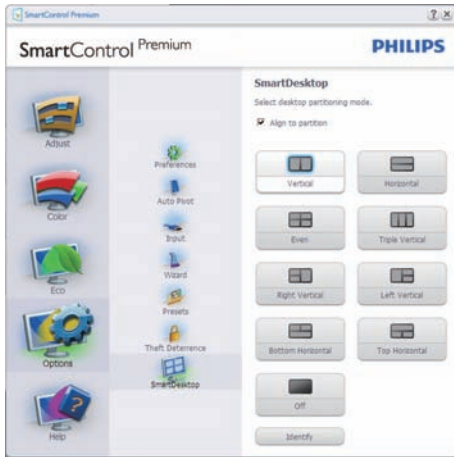 SmartControl Premium
SmartControl Premium
PHILIPS
Adjust
Color
Eco
Options
Help
Preferences
Auto Pivot
Input
Wizard
Presets
Theft Deterrence
SmartDesktop
SmartDesktop
Select desktop partitioning mode.
Align to partition
Vertical
Horizontal
Even
Triple Vertical
Right Vertical
Left Vertical
Bottom Horizontal
Top Horizontal
Off
Identify